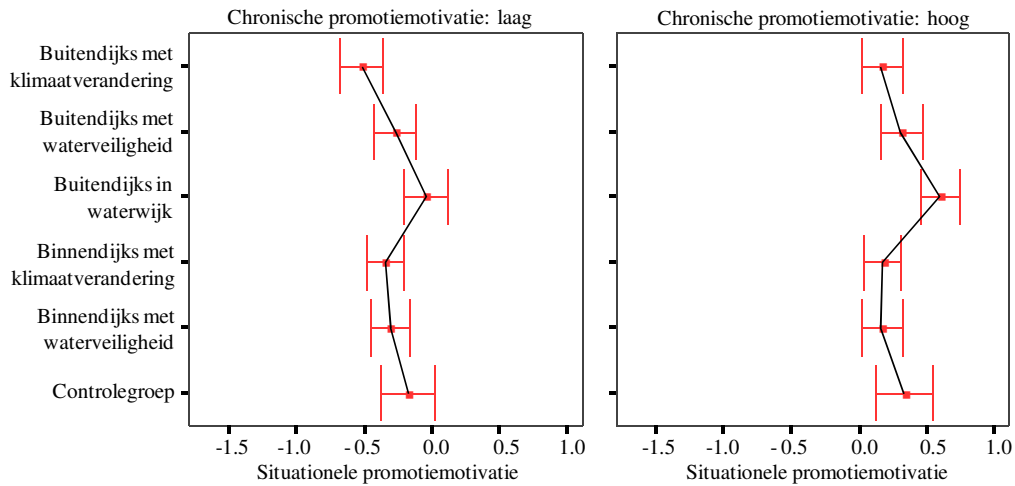 Chronische promotiemotivatie: laag
Chronische promotiemotivatie: hoog
Buitendijks met
klimaatverandering
Buitendijks met
waterveiligheid
Buitendijks in
waterwijk
Binnendijks met
klimaatverandering
Binnendijks met
waterveiligheid
Controlegroep
-1.5 -1.0 -0.5 0.0 0.5 1.0
-1.5 -1.0 -0.5 0.0 0.5 1.0
Situationele promotiemotivatie
Situationele promotiemotivatie